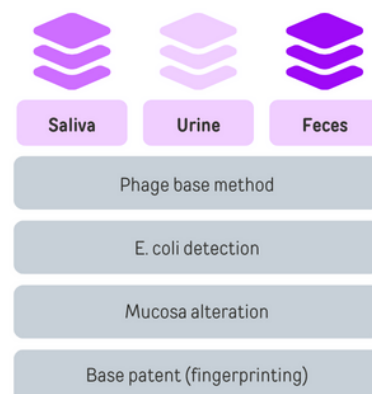 Saliva
Urine
Feces
Phage base method
E. coli detection
Mucosa alteration
Base patent (fingerprinting)